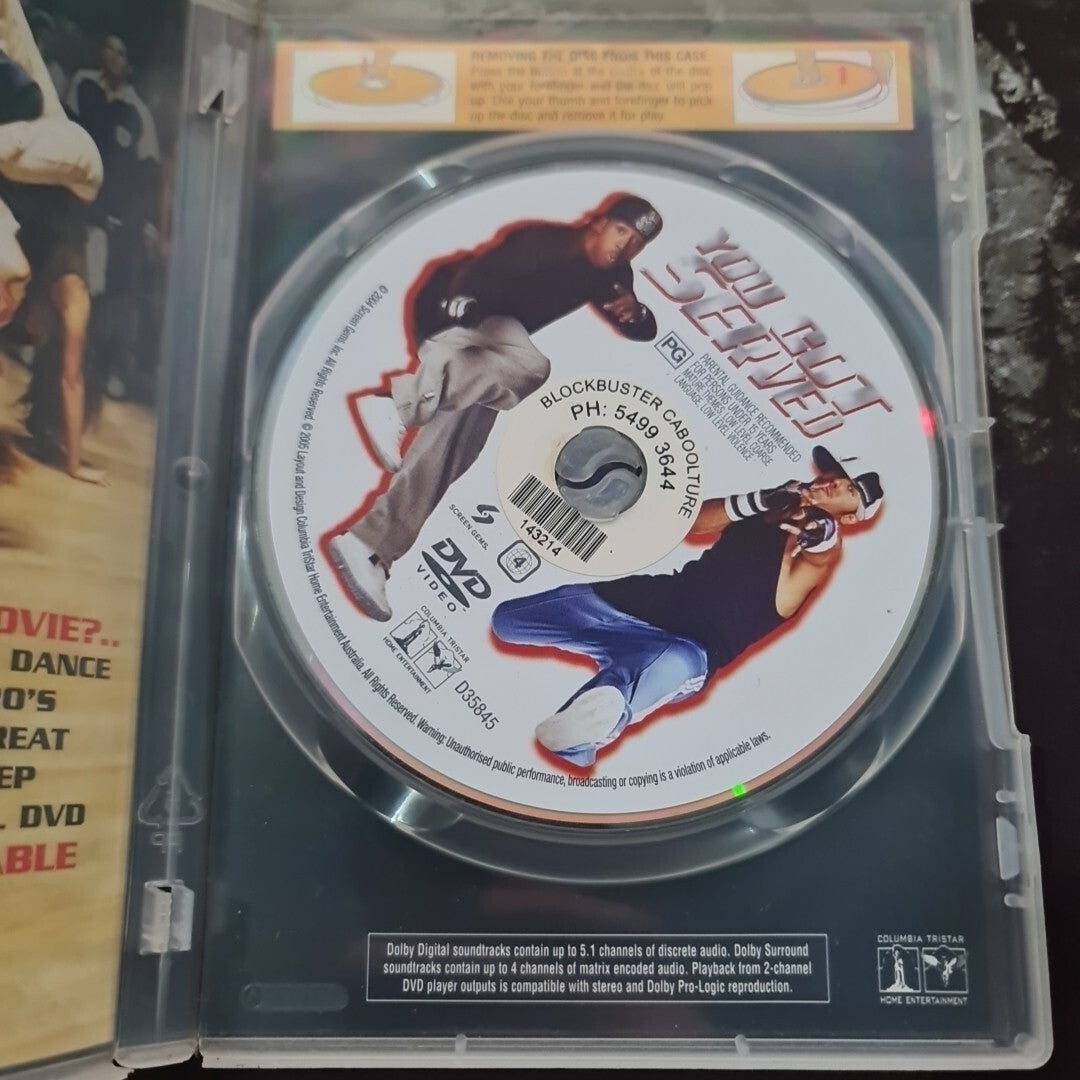 REMOVING THE DISC FROM THIS CASE
Press the button at the centre of the disc
with your forefinger and the disc will pop
up. Use your thumb and forefinger to pick
up the disc and remove it for play.
YOU GOT
SERVED
PG
PARENTAL GUIDANCE RECOMMENDED
FOR PERSONS UNDER 15 YEARS
MATURE THEMES, LOW LEVEL COARSE
LANGUAGE, LOW LEVEL VIOLENCE
BLOCKBUSTER CABOOLTURE
PH: 5499 3644
143214
SCREEN GEMS.
4
DVD
VIDEO™
COLUMBIA TRISTAR
HOME ENTERTAINMENT
D35845
© 2004 Screen Gems, Inc. All Rights Reserved. © 2005 Layout and Design Columbia TriStar Home Entertainment Australia. All Rights Reserved. Warning: Unauthorised public performance, broadcasting or copying is a violation of applicable laws.
OVIE?..
DANCE
0'S
REAT
EP
L DVD
ABLE
Dolby Digital soundtracks contain up to 5.1 channels of discrete audio. Dolby Surround
soundtracks contain up to 4 channels of matrix encoded audio. Playback from 2-channel
DVD player outputs is compatible with stereo and Dolby Pro-Logic reproduction.
COLUMBIA TRISTAR
HOME ENTERTAINMENT